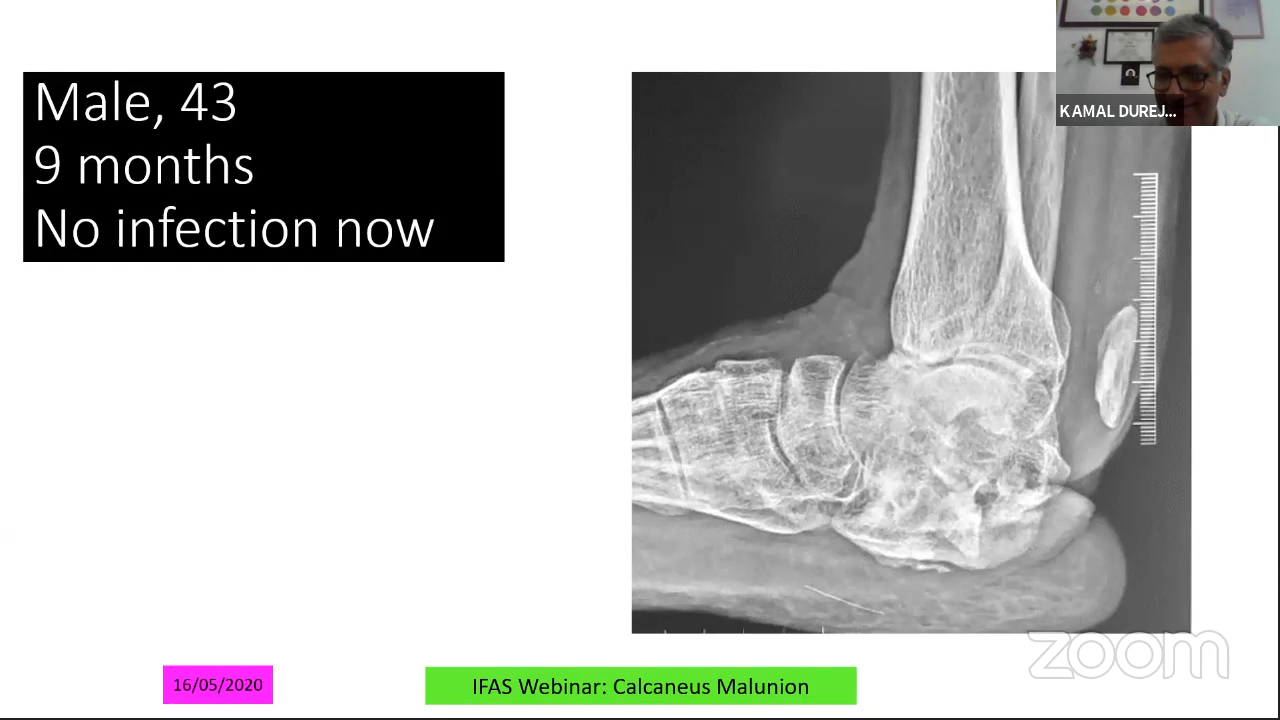 Male, 43
9 months
No infection now
KAMAL DUREJ...
16/05/2020
IFAS Webinar: Calcaneus Malunion
zoom